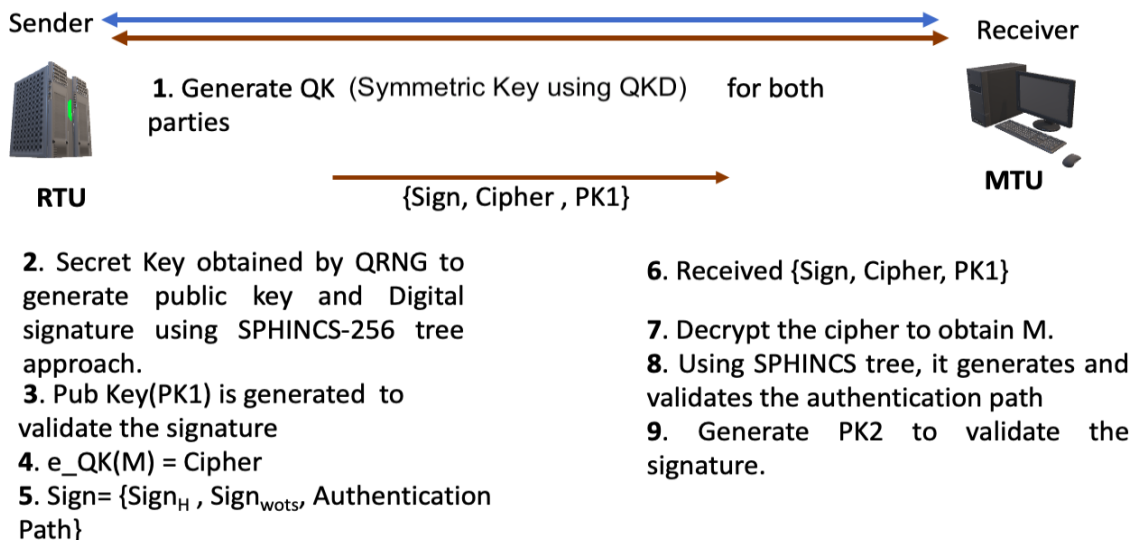 Sender
Receiver
1. Generate QK (Symmetric Key using QKD) for both
parties
RTU
MTU
{Sign, Cipher , PK1}
2. Secret Key obtained by QRNG to
generate public key and Digital
signature using SPHINCS-256 tree
approach.
3. Pub Key(PK1) is generated to
validate the signature
4. e_QK(M) = Cipher
5. Sign= {Sign_H , Sign_wots, Authentication
Path}
6. Received {Sign, Cipher, PK1}
7. Decrypt the cipher to obtain M.
8. Using SPHINCS tree, it generates and
validates the authentication path
9. Generate PK2 to validate the
signature.